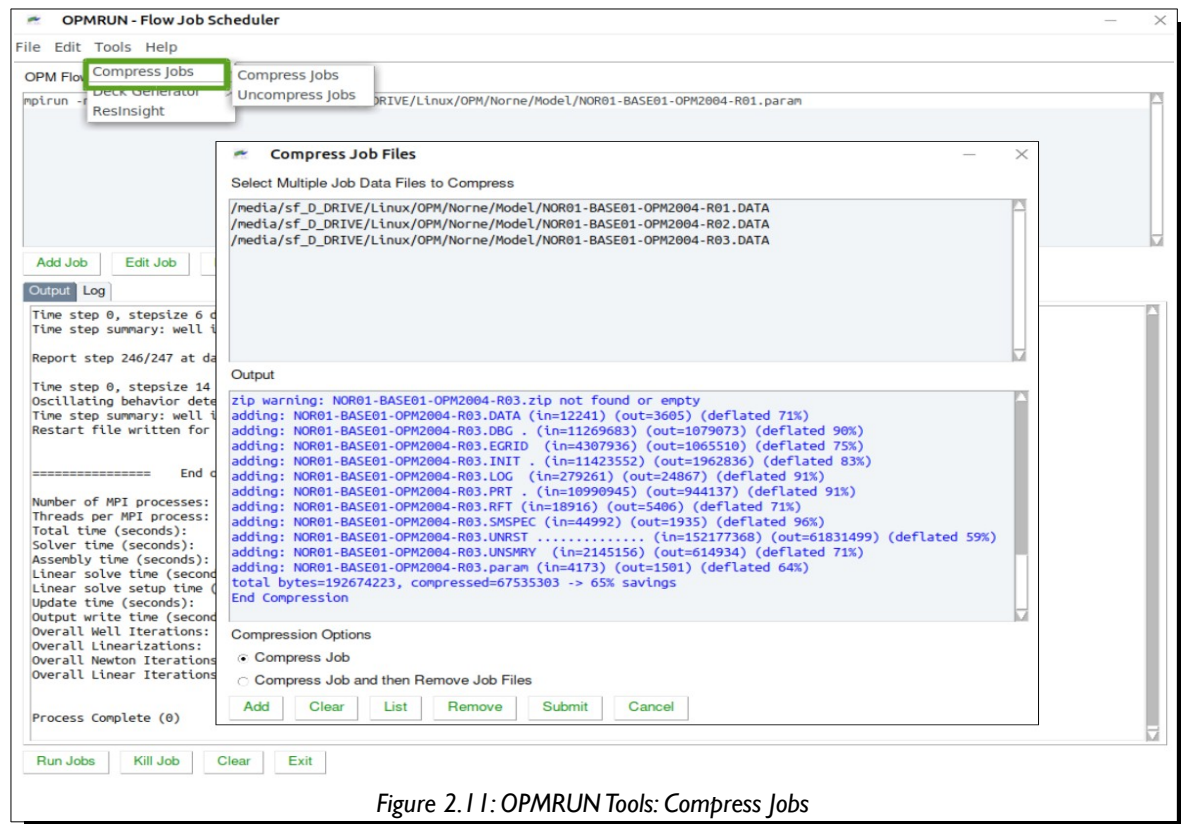 OPMRUN - Flow Job Scheduler
File Edit Tools Help
OPM Flow
Compress Jobs
Deck Generator
ResInsight
Compress Jobs
Uncompress Jobs
mpirun
DRIVE/Linux/OPM/Norne/Model/NOR01-BASE01-OPM2004-R01.param
Compress Job Files
Select Multiple Job Data Files to Compress
/media/sf_D_DRIVE/Linux/OPM/Norne/Model/NOR01-BASE01-OPM2004-R01.DATA
/media/sf_D_DRIVE/Linux/OPM/Norne/Model/NOR01-BASE01-OPM2004-R02.DATA
/media/sf_D_DRIVE/Linux/OPM/Norne/Model/NOR01-BASE01-OPM2004-R03.DATA
Add Job Edit Job
Output Log
Time step 0, stepsize 6
Time step summary: well
Report step 246/247 at
Time step 0, stepsize 14
Oscillating behavior
Time step summary: well
Restart file written for
================ End
Number of MPI processes:
Threads per MPI process:
Total time (seconds):
Solver time (seconds):
Assembly time (seconds):
Linear solve time
Linear solve setup time
Update time (seconds):
Output write time
Overall Well Iterations:
Overall Linearizations:
Overall Newton Iterations
Overall Linear Iterations
Process Complete (0)
Output
zip warning: NOR01-BASE01-OPM2004-R03.zip not found or empty
adding: NOR01-BASE01-OPM2004-R03.DATA (in=12241) (out=3605) (deflated 71%)
adding: NOR01-BASE01-OPM2004-R03.DBG . (in=11269683) (out=1079073) (deflated 90%)
adding: NOR01-BASE01-OPM2004-R03.EGRID (in=4307936) (out=1065510) (deflated 75%)
adding: NOR01-BASE01-OPM2004-R03.INIT . (in=11423552) (out=1962836) (deflated 83%)
adding: NOR01-BASE01-OPM2004-R03.LOG (in=279261) (out=24867) (deflated 91%)
adding: NOR01-BASE01-OPM2004-R03.PRT . (in=10990945) (out=944137) (deflated 91%)
adding: NOR01-BASE01-OPM2004-R03.RFT (in=18916) (out=5406) (deflated 71%)
adding: NOR01-BASE01-OPM2004-R03.SMSPEC (in=44992) (out=1935) (deflated 96%)
adding: NOR01-BASE01-OPM2004-R03.UNRST .............. (in=152177368) (out=61831499) (deflated 59%)
adding: NOR01-BASE01-OPM2004-R03.UNSMRY (in=2145156) (out=614934) (deflated 71%)
adding: NOR01-BASE01-OPM2004-R03.param (in=4173) (out=1501) (deflated 64%)
total bytes=192674223, compressed=67535303 -> 65% savings
End Compression
Compression Options
Compress Job
Compress Job and then Remove Job Files
Add Clear List Remove Submit Cancel
Run Jobs Kill Job Clear Exit
Figure 2.11: OPMRUN Tools: Compress Jobs